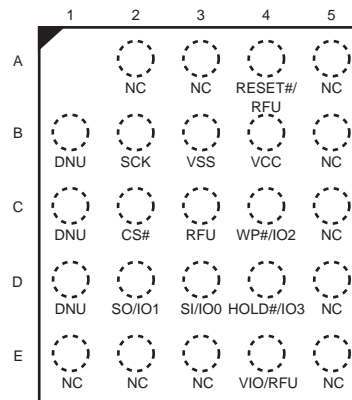 1 2 3 4 5
A
NC NC RESET#/RFU NC
B
DNU SCK VSS VCC NC
C
DNU CS# RFU WP#/IO2 NC
D
DNU SO/IO1 SI/IO0 HOLD#/IO3 NC
E
NC NC NC VIO/RFU NC